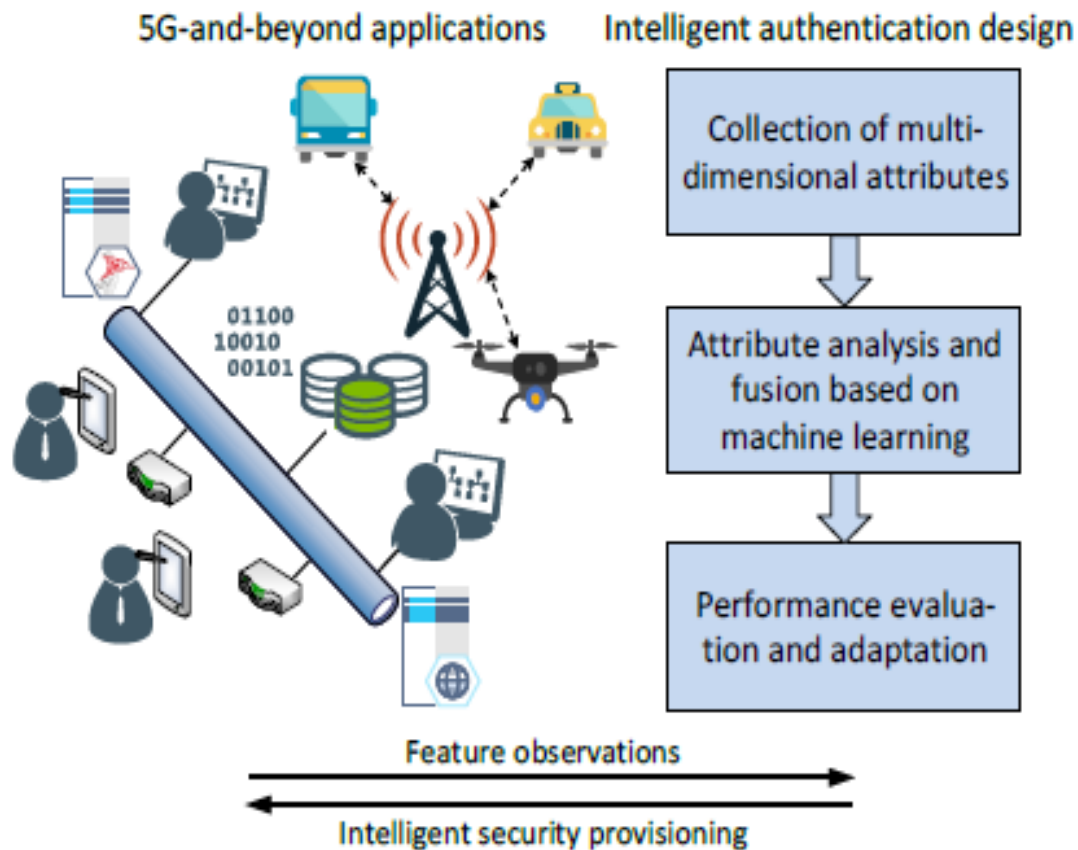 5G-and-beyond applications
Intelligent authentication design
Collection of multi-
dimensional attributes
01100
10010
00101
Attribute analysis and
fusion based on
machine learning
Performance evalua-
tion and adaptation
Feature observations
Intelligent security provisioning